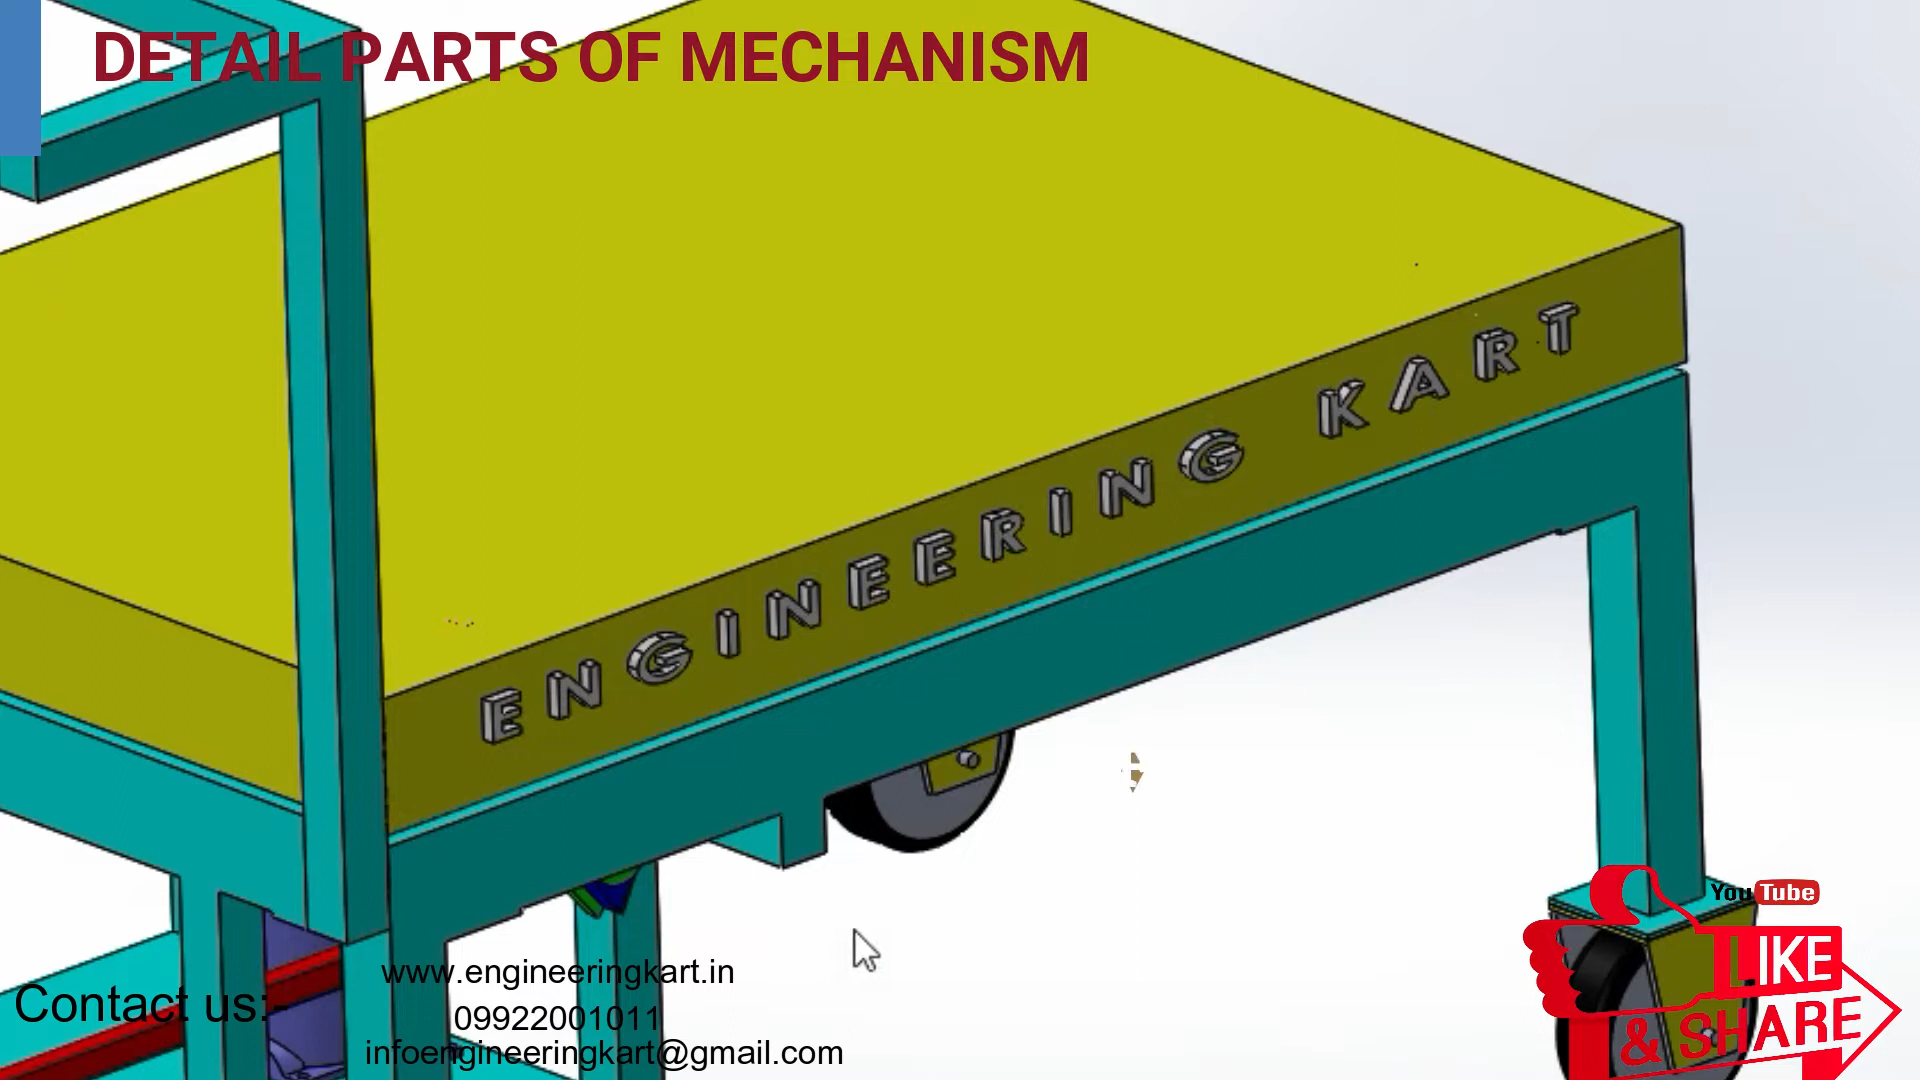 DETAIL PARTS OF MECHANISM
ENGINEERING KART
YouTube
LIKE
& SHARE
www.engineeringkart.in
Contact us:-
09922001011
infoengineeringkart@gmail.com